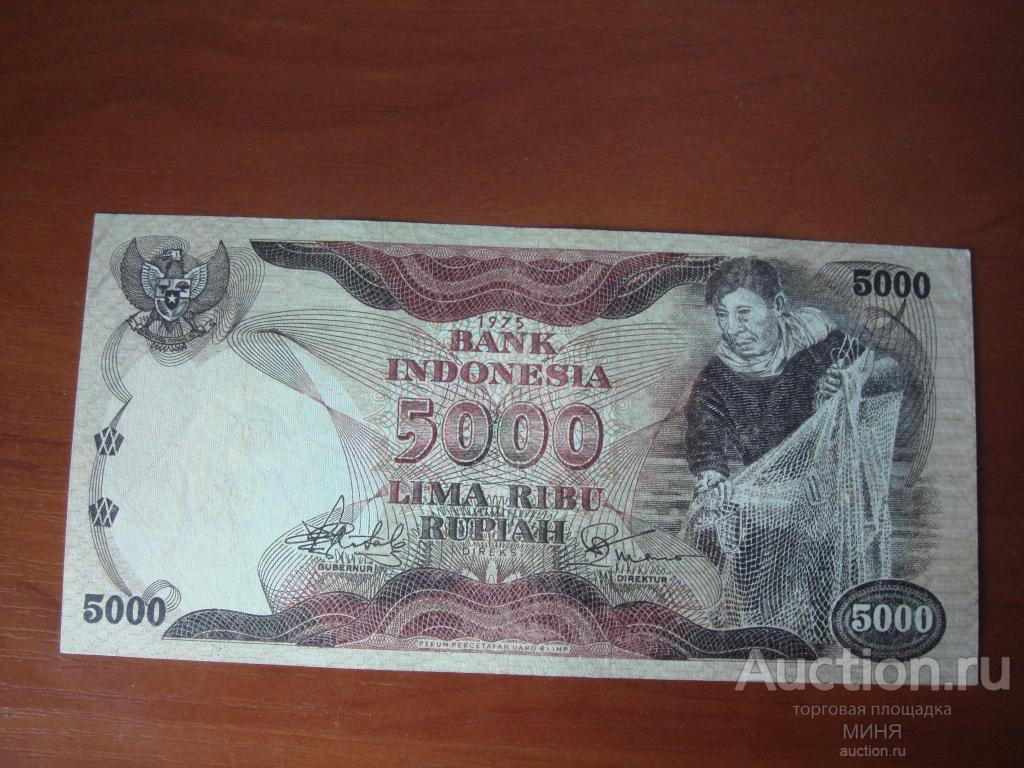 5000
1975
BANK
INDONESIA
5000
LIMA RIBU
RUPIAH
DIREKSI
GUBERNUR
DIREKTUR
5000
5000
PERUM PERCETAKAN UANG RI. IMP.
Auction.ru
торговая площадка
МИНЯ
auction.ru